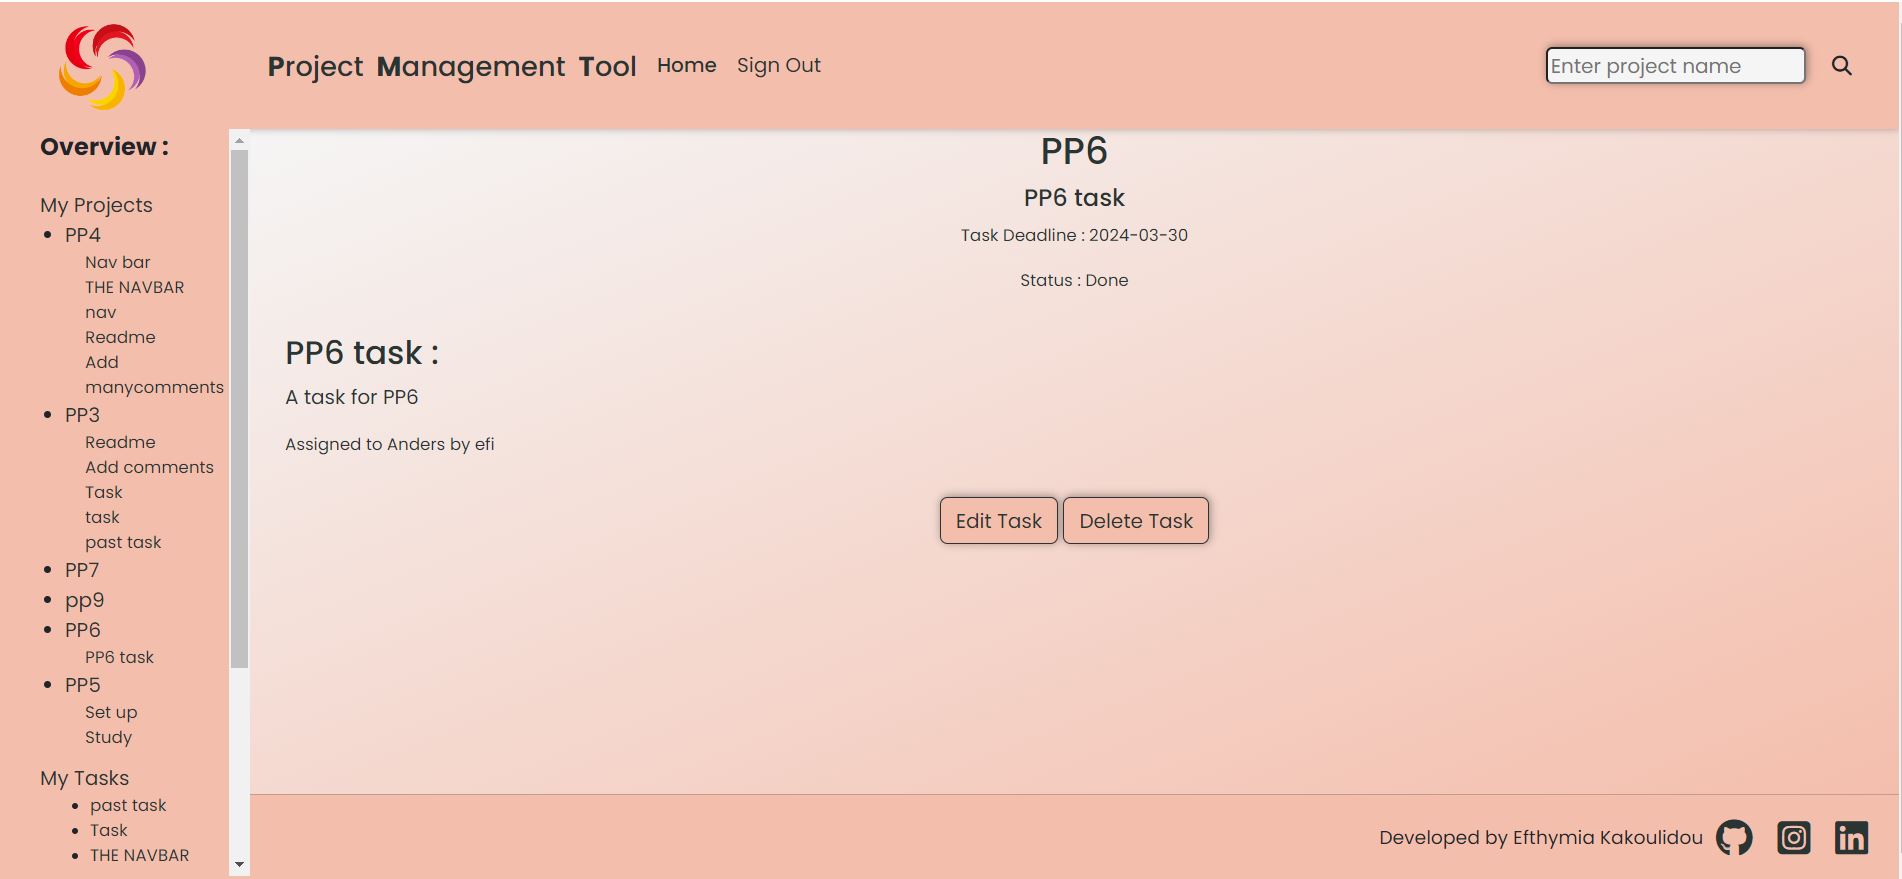 Project Management Tool Home Sign Out Enter project name
Overview :
My Projects
PP4
Nav bar
THE NAVBAR
nav
Readme
Add
manycomments
PP3
Readme
Add comments
Task
task
past task
PP7
pp9
PP6
PP6 task
PP5
Set up
Study
My Tasks
past task
Task
THE NAVBAR
PP6
PP6 task
Task Deadline : 2024-03-30
Status : Done
PP6 task :
A task for PP6
Assigned to Anders by efi
Edit Task Delete Task
Developed by Efthymia Kakoulidou